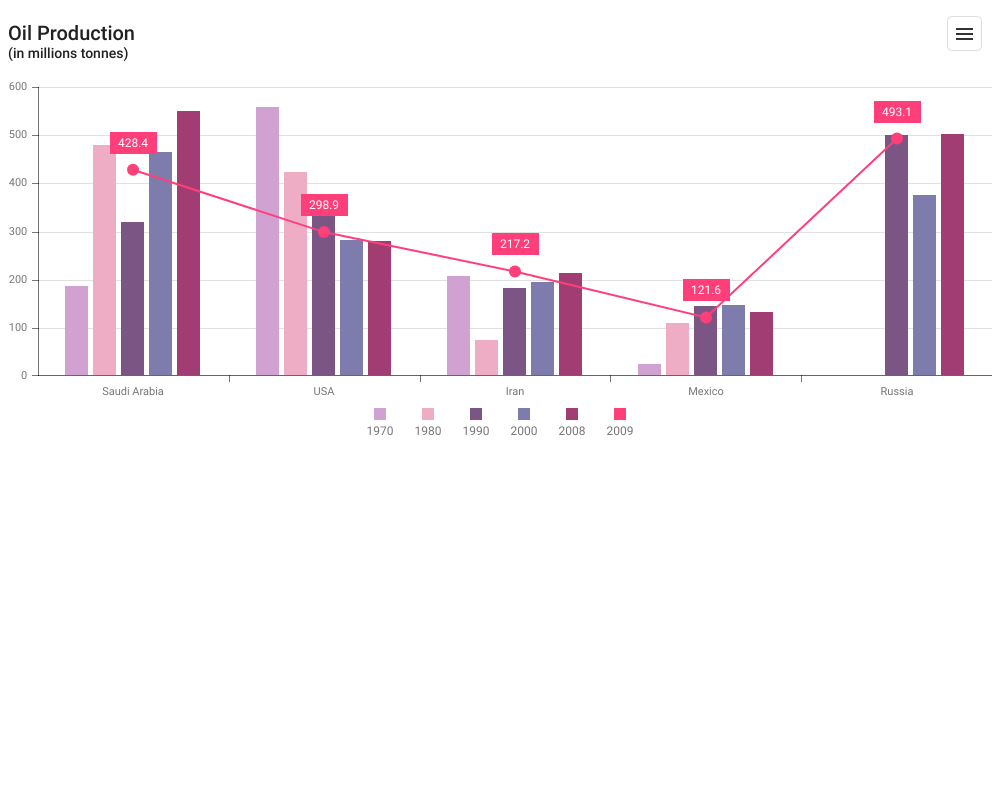 Oil Production
(in millions tonnes)
600
500
400
300
200
100
0
428.4
298.9
217.2
121.6
493.1
Saudi Arabia
USA
Iran
Mexico
Russia
1970
1980
1990
2000
2008
2009